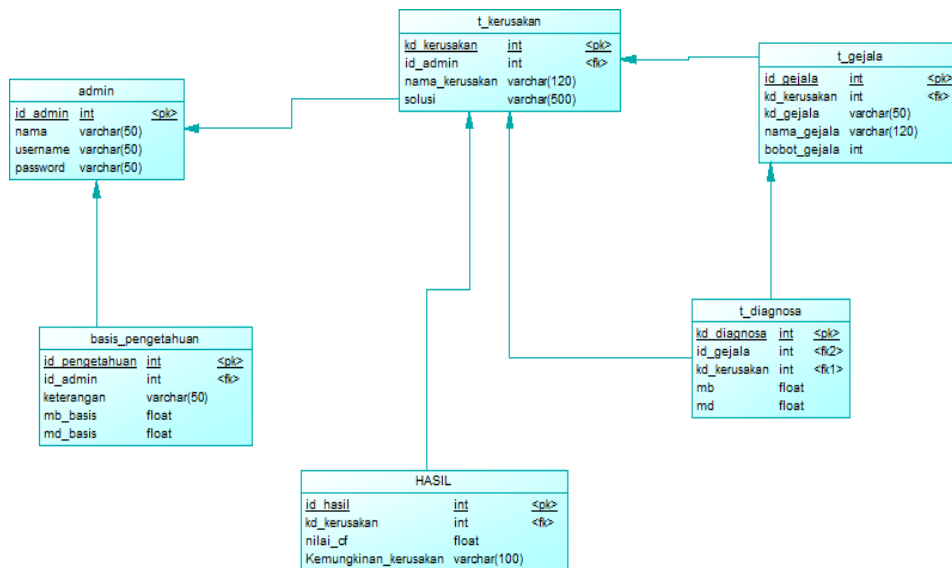 t_kerusakan
kd_kerusakan int <pk>
id_admin int <fk>
nama_kerusakan varchar(120)
solusi varchar(500)
t_gejala
id_gejala int <pk>
kd_kerusakan int <fk>
kd_gejala varchar(50)
nama_gejala varchar(120)
bobot_gejala int
admin
id_admin int <pk>
nama varchar(50)
username varchar(50)
password varchar(50)
basis_pengetahuan
id_pengetahuan int <pk>
id_admin int <fk>
keterangan varchar(50)
mb_basis float
md_basis float
t_diagnosa
kd_diagnosa int <pk>
id_gejala int <fk2>
kd_kerusakan int <fk1>
mb float
md float
HASIL
id_hasil int <pk>
kd_kerusakan int <fk>
nilai_cf float
Kemungkinan_kerusakan varchar(100)